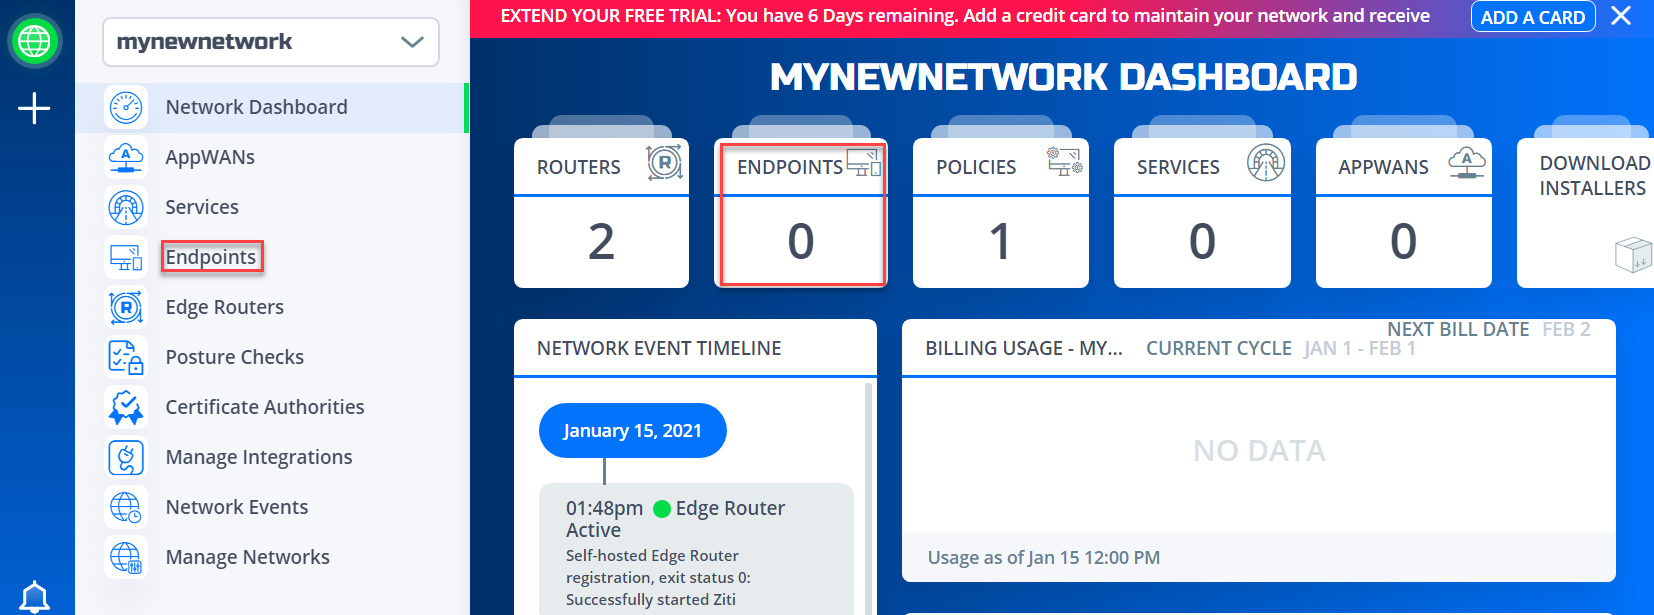 EXTEND YOUR FREE TRIAL: You have 6 Days remaining. Add a credit card to maintain your network and receive
ADD A CARD
mynewnetwork
Network Dashboard
AppWANs
Services
Endpoints
Edge Routers
Posture Checks
Certificate Authorities
Manage Integrations
Network Events
Manage Networks
MYNEWNETWORK DASHBOARD
ROUTERS
R
2
ENDPOINTS
0
POLICIES
1
SERVICES
0
APPWANS
A
0
DOWNLOAD
INSTALLERS
NETWORK EVENT TIMELINE
January 15, 2021
01:48pm Edge Router
Active
Self-hosted Edge Router
registration, exit status 0:
Successfully started Ziti
BILLING USAGE - MY...
CURRENT CYCLE JAN 1 - FEB 1
NEXT BILL DATE FEB 2
NO DATA
Usage as of Jan 15 12:00 PM